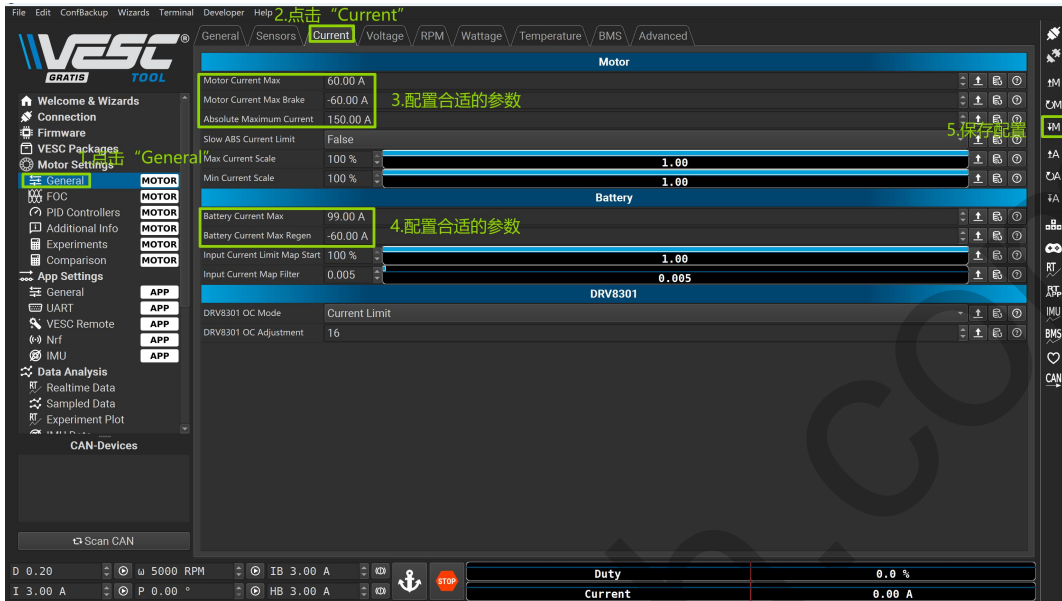 File Edit ConfBackup Wizards Terminal Developer Help
2.点击 “Current”
VESC
GRATIS TOOL
General Sensors Current Voltage RPM Wattage Temperature BMS Advanced
Motor
Motor Current Max 60.00 A
Motor Current Max Brake -60.00 A
Absolute Maximum Current 150.00 A
3.配置合适的参数
Slow ABS Current Limit False
5.保存配置
Max Current Scale 100 % 1.00
Min Current Scale 100 % 1.00
Battery
Battery Current Max 99.00 A
Battery Current Max Regen -60.00 A
4.配置合适的参数
Input Current Limit Map Start 100 % 1.00
Input Current Map Filter 0.005 0.005
DRV8301
DRV8301 OC Mode Current Limit
DRV8301 OC Adjustment 16
Welcome & Wizards
Connection
Firmware
VESC Packages
1.点击 “General”
Motor Settings
General MOTOR
FOC MOTOR
PID Controllers MOTOR
Additional Info MOTOR
Experiments MOTOR
Comparison MOTOR
App Settings
General APP
UART APP
VESC Remote APP
Nrf APP
IMU APP
Data Analysis
RT Realtime Data
Sampled Data
RT Experiment Plot
CAN-Devices
Scan CAN
M
M
M
A
A
A
RT
RT APP
IMU
BMS
CAN
D 0.20 ω 5000 RPM IB 3.00 A
I 3.00 A P 0.00 ° HB 3.00 A
STOP
Duty 0.0 %
Current 0.00 A